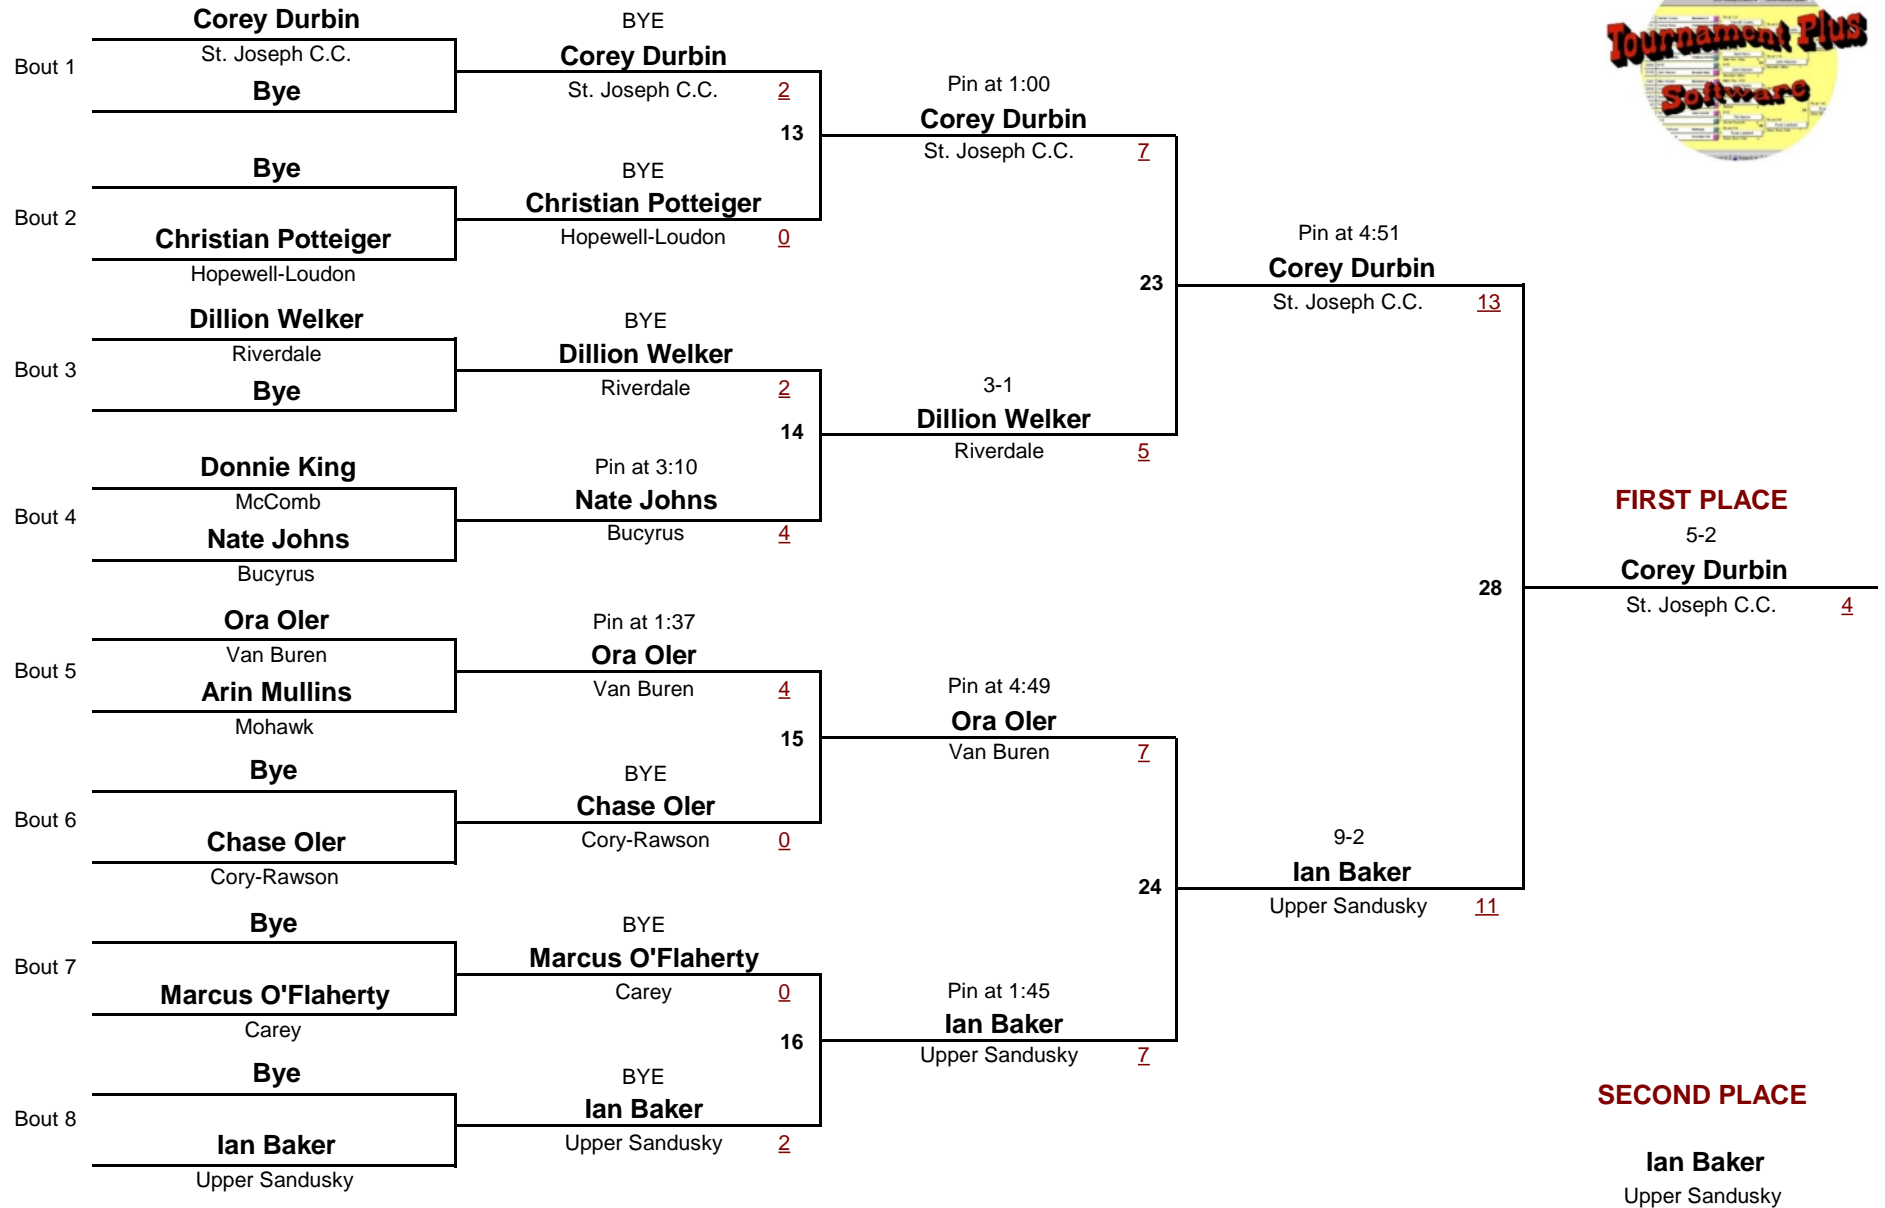 Corey Durbin
St. Joseph C.C.
Bout 1
Bye
Bye
Bout 2
Christian Potteiger
Hopewell-Loudon
Dillion Welker
Riverdale
Bout 3
Bye
Donnie King
McComb
Bout 4
Nate Johns
Bucyrus
Ora Oler
Van Buren
Bout 5
Arin Mullins
Mohawk
Bye
Bout 6
Chase Oler
Cory-Rawson
Bye
Bout 7
Marcus O'Flaherty
Carey
Bye
Bout 8
Ian Baker
Upper Sandusky
BYE
Corey Durbin
St. Joseph C.C. 2
13
BYE
Christian Potteiger
Hopewell-Loudon 0
BYE
Dillion Welker
Riverdale 2
14
Pin at 3:10
Nate Johns
Bucyrus 4
Pin at 1:37
Ora Oler
Van Buren 4
15
BYE
Chase Oler
Cory-Rawson 0
BYE
Marcus O'Flaherty
Carey 0
16
BYE
Ian Baker
Upper Sandusky 2
Pin at 1:00
Corey Durbin
St. Joseph C.C. 7
23
3-1
Dillion Welker
Riverdale 5
Pin at 4:49
Ora Oler
Van Buren 7
24
Pin at 1:45
Ian Baker
Upper Sandusky 7
Pin at 4:51
Corey Durbin
St. Joseph C.C. 13
28
9-2
Ian Baker
Upper Sandusky 11
Tournament Plus
Software
FIRST PLACE
5-2
Corey Durbin
St. Joseph C.C. 4
SECOND PLACE
Ian Baker
Upper Sandusky